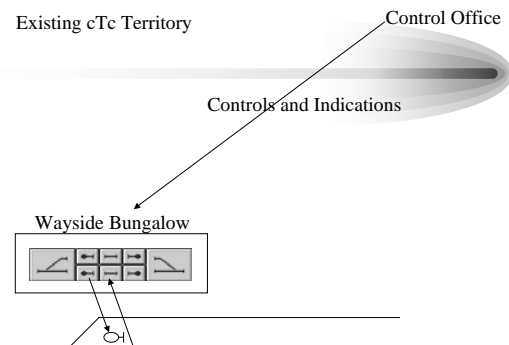 Existing cTc Territory
Control Office
Controls and Indications
Wayside Bungalow